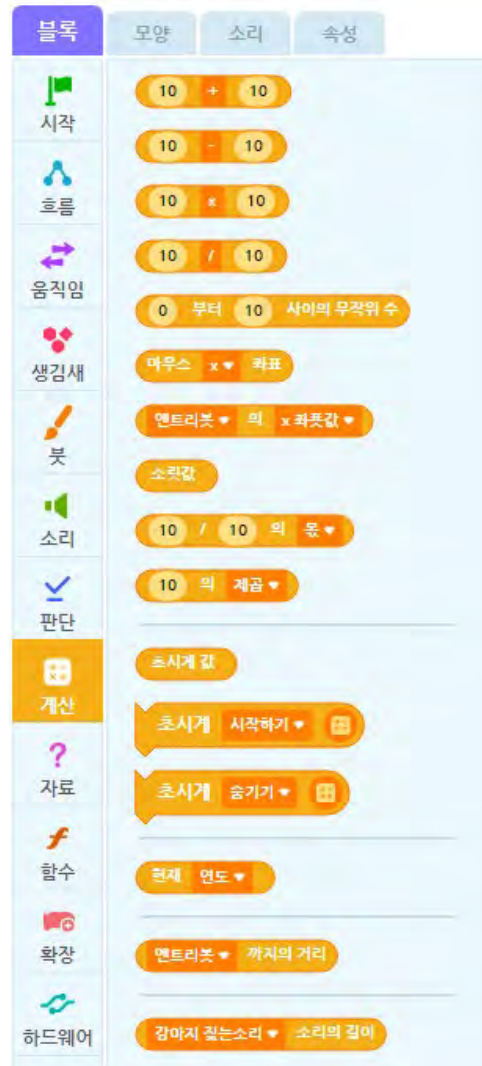 블록 모양 소리 속성
시작
흐름
움직임
생김새
붓
소리
판단
계산
자료
함수
확장
하드웨어
10 + 10
10 - 10
10 x 10
10 / 10
0 부터 10 사이의 무작위 수
마우스 x 좌표
엔트리봇 의 x 좌푯값
소릿값
10 / 10 의 몫
10 의 제곱
초시계 값
초시계 시작하기
초시계 숨기기
현재 연도
엔트리봇 까지의 거리
강아지 짖는소리 소리의 길이